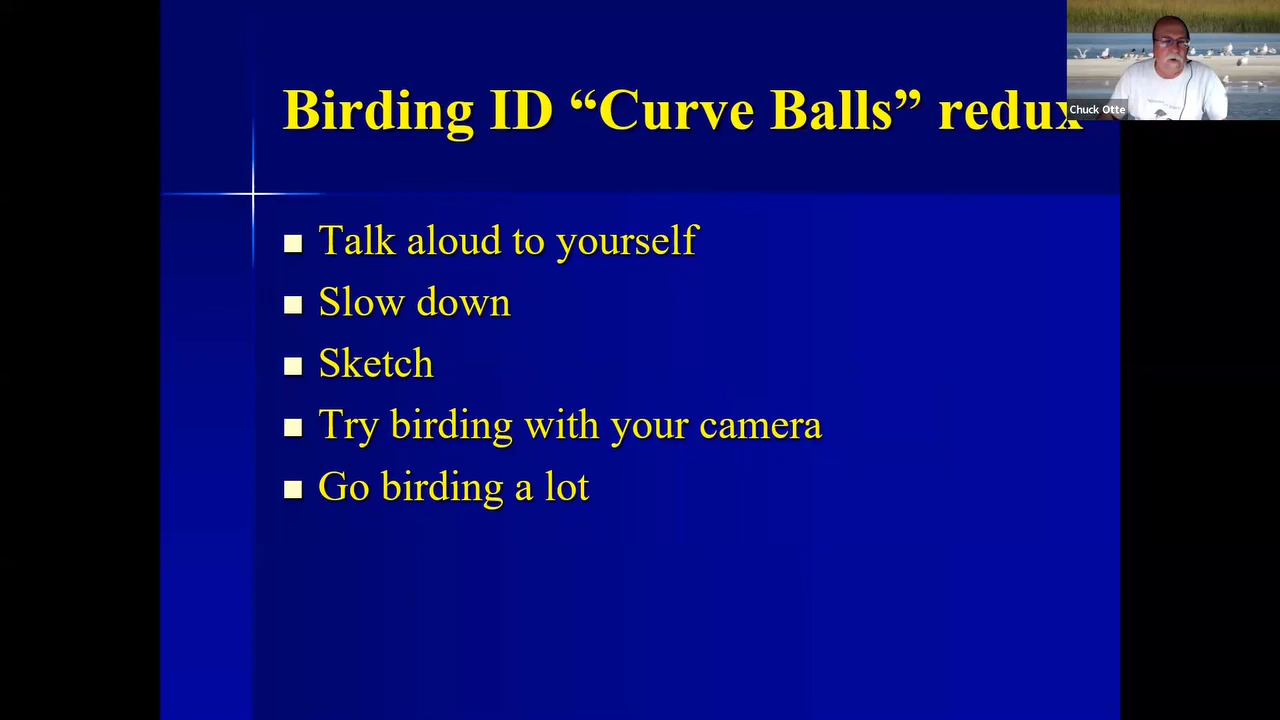 Birding ID “Curve Balls” redux
Chuck Otte
Talk aloud to yourself
Slow down
Sketch
Try birding with your camera
Go birding a lot